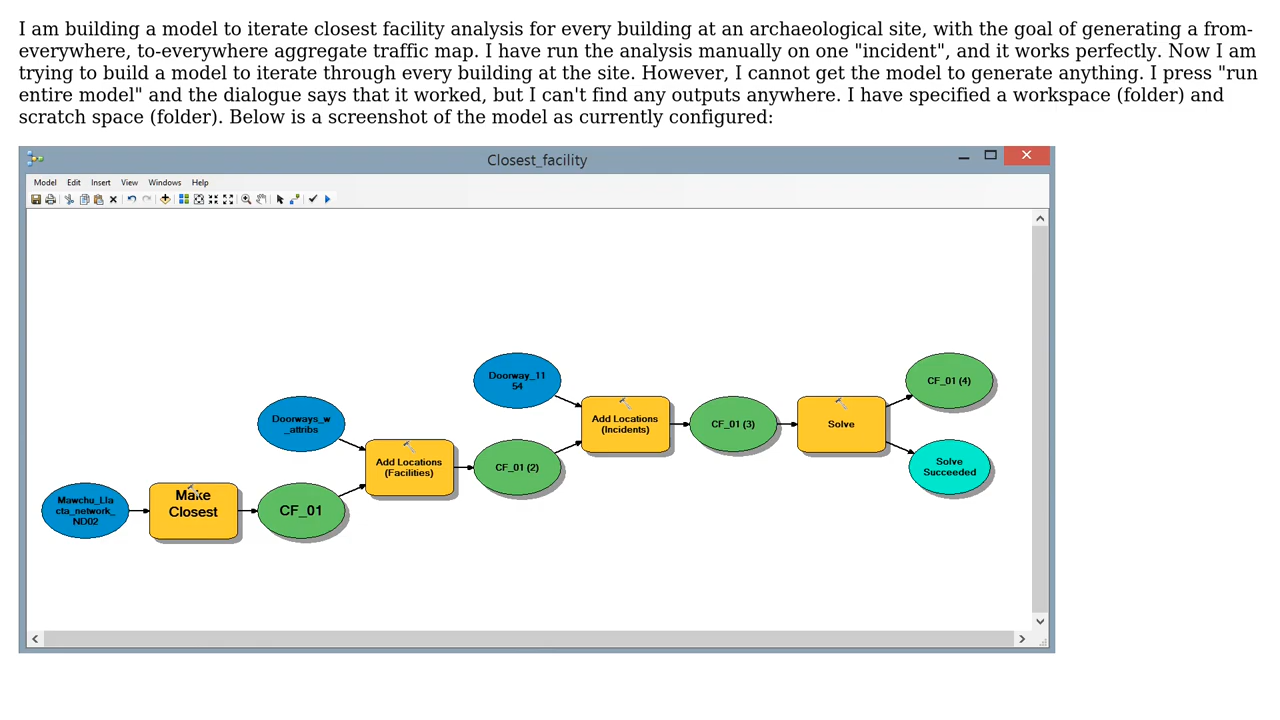 I am building a model to iterate closest facility analysis for every building at an archaeological site, with the goal of generating a from-
everywhere, to-everywhere aggregate traffic map. I have run the analysis manually on one "incident", and it works perfectly. Now I am
trying to build a model to iterate through every building at the site. However, I cannot get the model to generate anything. I press "run
entire model" and the dialogue says that it worked, but I can't find any outputs anywhere. I have specified a workspace (folder) and
scratch space (folder). Below is a screenshot of the model as currently configured:
Closest_facility
Model Edit Insert View Windows Help
Doorway_11
54
CF_01 (4)
Doorways_w
_attribs
Add Locations
(Incidents)
CF_01 (3)
Solve
Add Locations
(Facilities)
CF_01 (2)
Solve
Succeeded
Mawchu_Lla
cta_network_
ND02
Make
Closest
CF_01